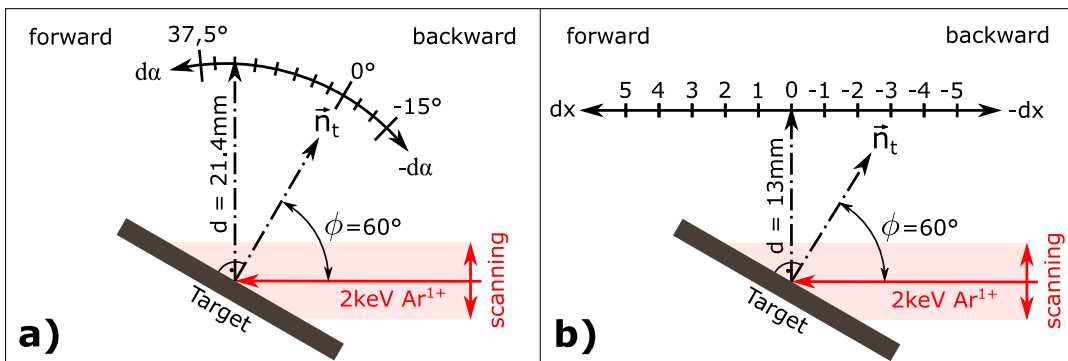 forward
backward
37,5°
0°
-15°
dα
-dα
d = 21.4mm
n⃗t
ϕ=60°
2keV Ar1+
scanning
Target
a)
forward
backward
dx
5 4 3 2 1 0 -1 -2 -3 -4 -5
-dx
d = 13mm
n⃗t
ϕ=60°
2keV Ar1+
scanning
Target
b)